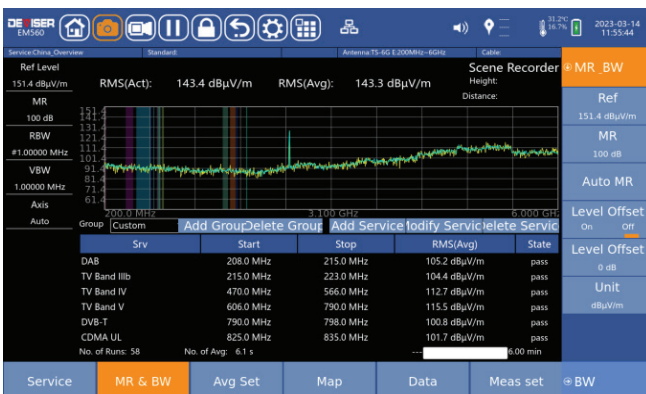 DEVISER
EM560
31.2°C
16.7%
2023-03-14
11:55:44
Service:China_Overview
Standard:
Antenna:TS-6G E:200MHz~6GHz
Cable:
Ref Level
151.4 dBµV/m
MR
100 dB
RBW
#1.00000 MHz
VBW
1.00000 MHz
Axis
Auto
RMS(Act): 143.4 dBµV/m RMS(Avg): 143.3 dBµV/m
Scene Recorder
Height:
Distance:
151.4
141.4
131.4
121.4
111.4
101.4
91.4
81.4
71.4
61.4
200.0 MHz 3.100 GHz 6.000 GHz
Group Custom Add Group Delete Group Add Service Modify Servic Delete Service
Srv Start Stop RMS(Avg) State
DAB 208.0 MHz 215.0 MHz 105.2 dBµV/m pass
TV Band IIIb 215.0 MHz 223.0 MHz 104.4 dBµV/m pass
TV Band IV 470.0 MHz 566.0 MHz 112.7 dBµV/m pass
TV Band V 606.0 MHz 790.0 MHz 115.5 dBµV/m pass
DVB-T 790.0 MHz 798.0 MHz 100.8 dBµV/m pass
CDMA UL 825.0 MHz 835.0 MHz 101.7 dBµV/m pass
No. of Runs: 58 No. of Avg: 6.1 s --- 6.00 min
MR_BW
Ref
151.4 dBµV/m
MR
100 dB
Auto MR
Level Offset
On Off
Level Offset
0 dB
Unit
dBµV/m
BW
Service MR & BW Avg Set Map Data Meas set